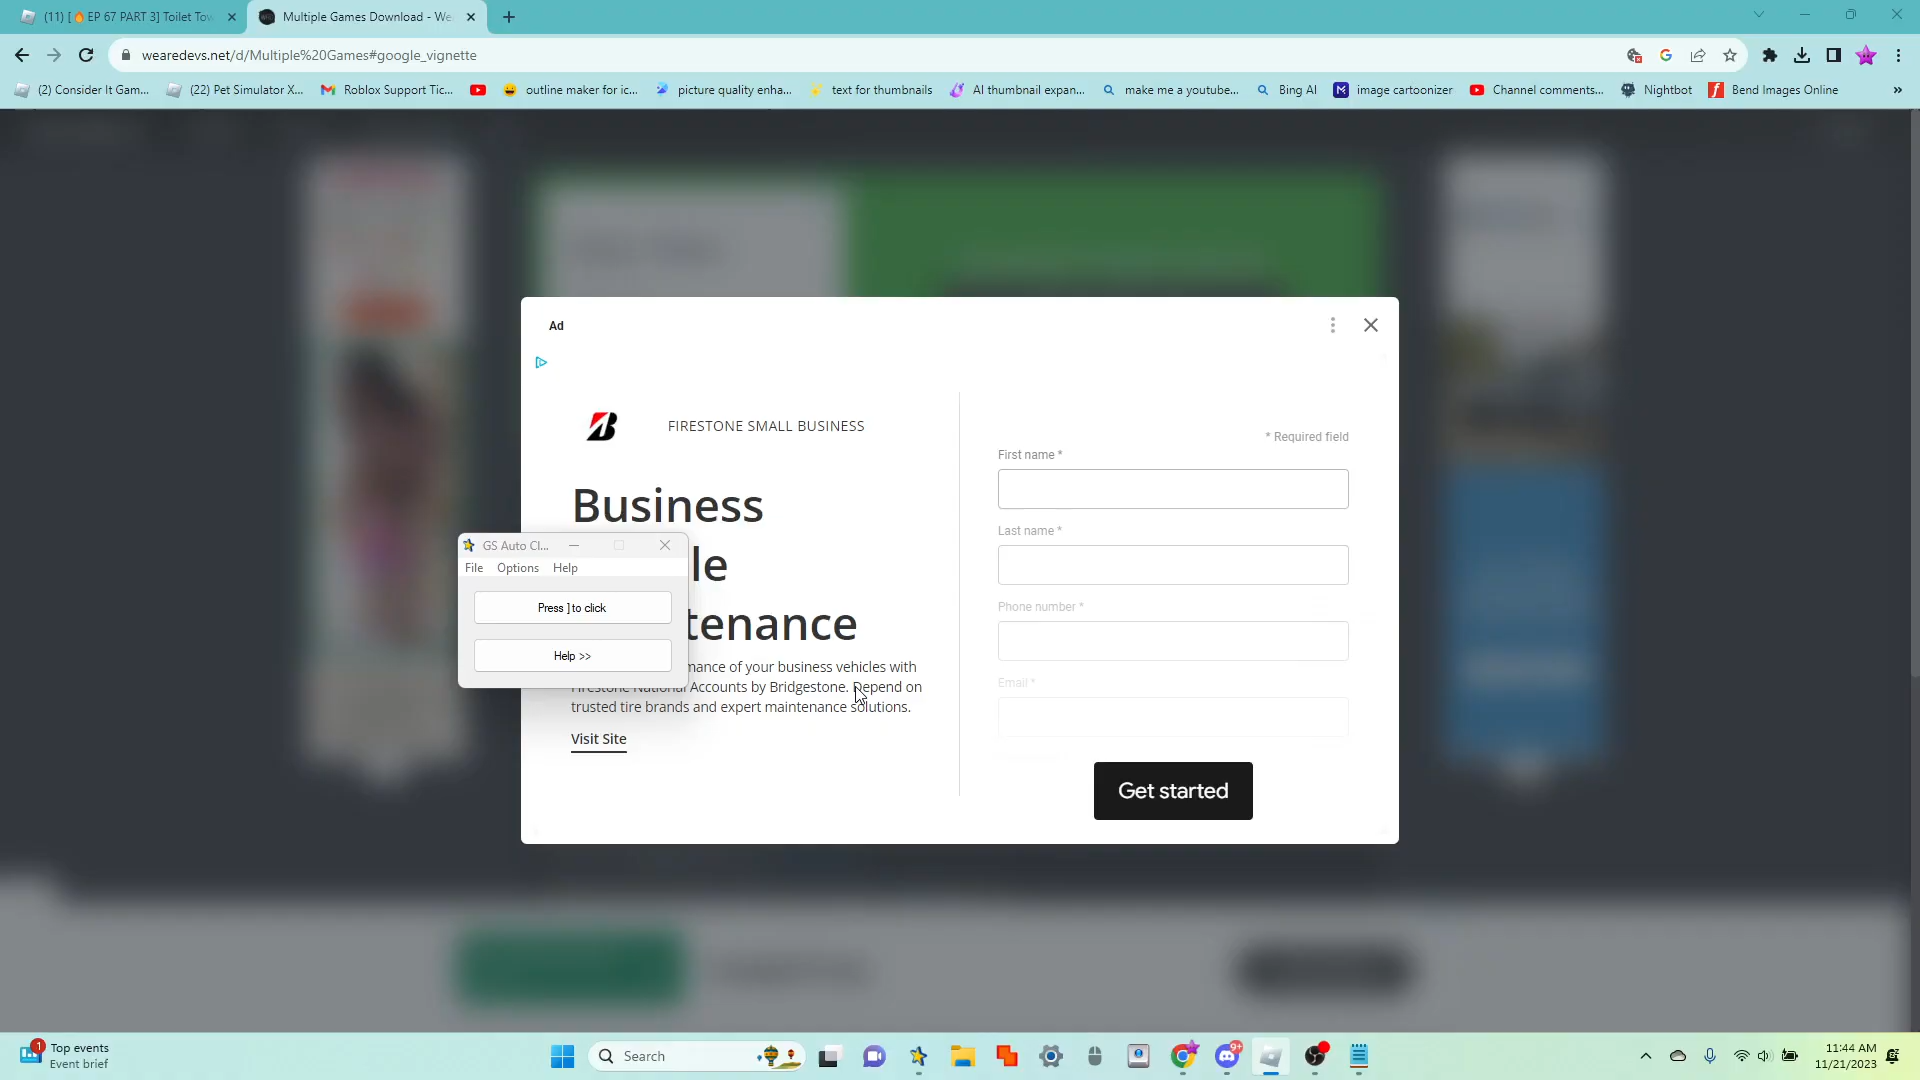 (11) [🔥EP 67 PART 3] Toilet Tow
Multiple Games Download - We
wearedevs.net/d/Multiple%20Games#google_vignette
(2) Consider It Gam...
(22) Pet Simulator X...
Roblox Support Tic...
outline maker for ic...
picture quality enha...
text for thumbnails
AI thumbnail expan...
make me a youtube...
Bing AI
image cartoonizer
Channel comments...
Nightbot
Bend Images Online
»
Ad
FIRESTONE SMALL BUSINESS
Business
le
tenance
mance of your business vehicles with
Firestone National Accounts by Bridgestone. Depend on
trusted tire brands and expert maintenance solutions.
Visit Site
* Required field
First name *
Last name *
Phone number *
Email *
Get started
GS Auto Cl...
File Options Help
Press ] to click
Help >>
1
Top events
Event brief
Search
9+
11:44 AM
11/21/2023